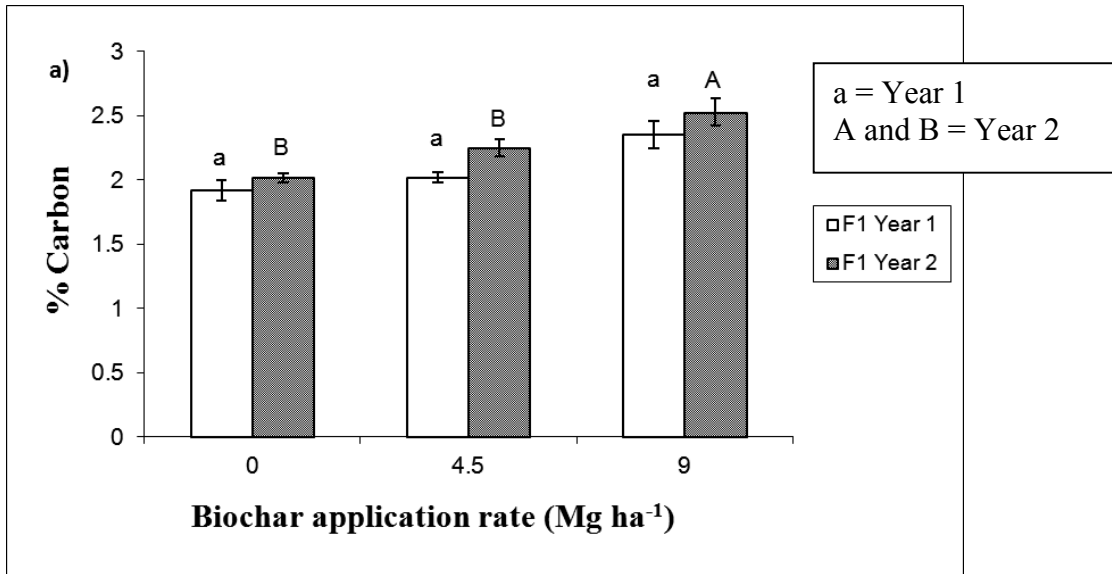 a)
% Carbon
3
2.5
2
1.5
1
0.5
0
a B
a B
a A
0 4.5 9
Biochar application rate (Mg ha⁻¹)
a = Year 1
A and B = Year 2
F1 Year 1
F1 Year 2